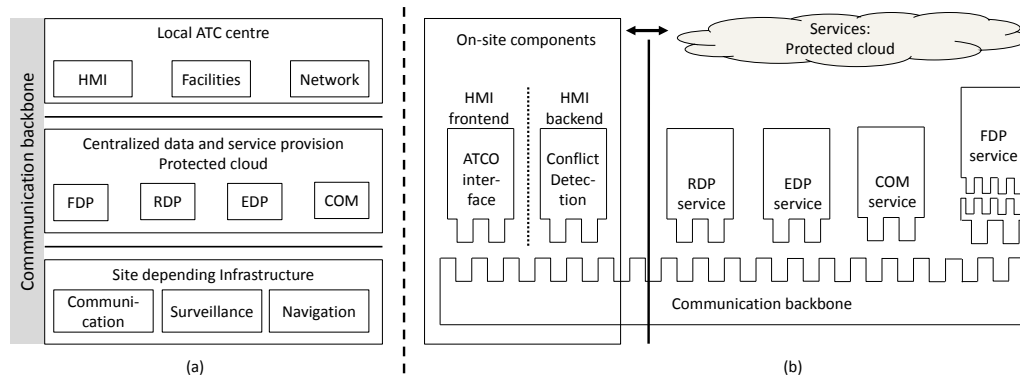 Commmunication backbone
Local ATC centre
HMI
Facilities
Network
Centralized data and service provision
Protected cloud
FDP
RDP
EDP
COM
Site depending Infrastructure
Communi-
cation
Surveillance
Navigation
(a)
On-site components
Services:
Protected cloud
HMI
frontend
HMI
backend
ATCO
inter-
face
Conflict
Detec-
tion
RDP
service
EDP
service
COM
service
FDP
service
Communication backbone
(b)